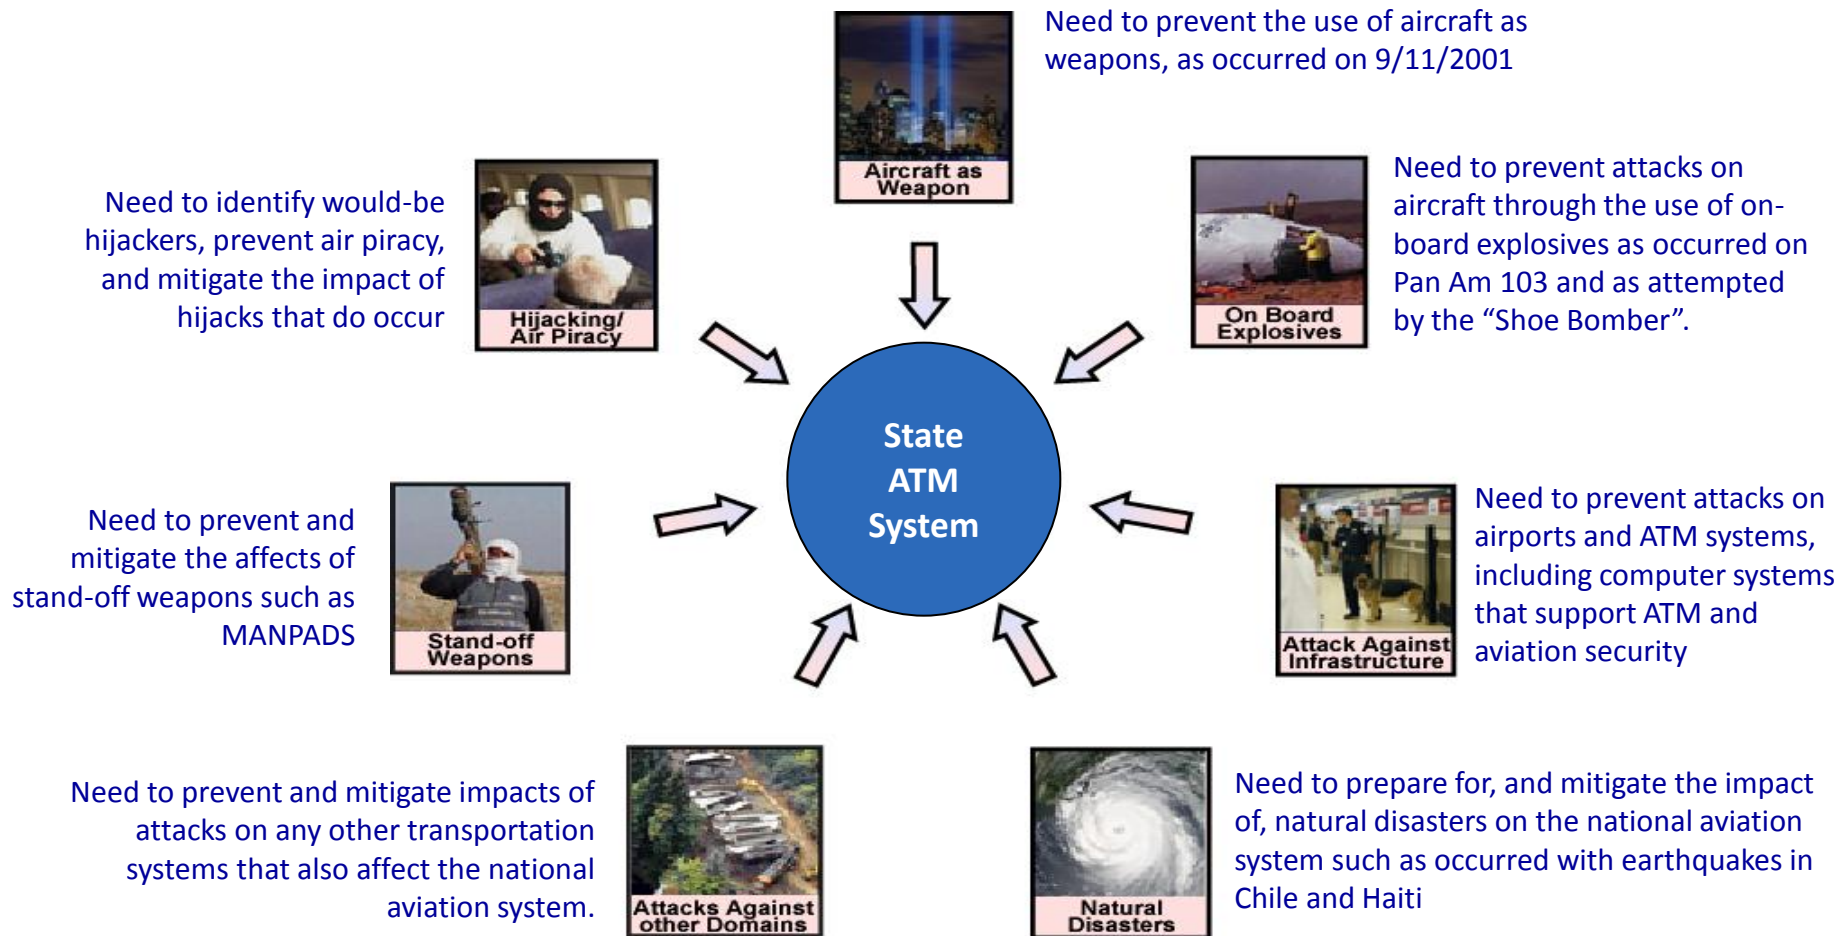 Need to prevent the use of aircraft as
weapons, as occurred on 9/11/2001
Aircraft as
Weapon
Need to identify would-be
hijackers, prevent air piracy,
and mitigate the impact of
hijacks that do occur
Hijacking/
Air Piracy
On Board
Explosives
Need to prevent attacks on
aircraft through the use of on-
board explosives as occurred on
Pan Am 103 and as attempted
by the “Shoe Bomber”.
State
ATM
System
Need to prevent and
mitigate the affects of
stand-off weapons such as
MANPADS
Stand-off
Weapons
Attack Against
Infrastructure
Need to prevent attacks on
airports and ATM systems,
including computer systems
that support ATM and
aviation security
Need to prevent and mitigate impacts of
attacks on any other transportation
systems that also affect the national
aviation system.
Attacks Against
other Domains
Natural
Disasters
Need to prepare for, and mitigate the impact
of, natural disasters on the national aviation
system such as occurred with earthquakes in
Chile and Haiti